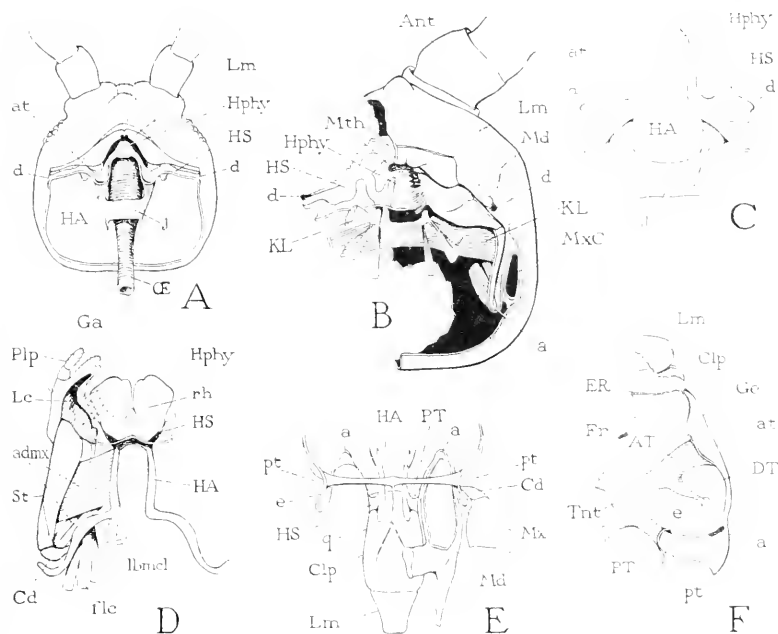 Lm
at
Hphy
HS
d
d
HA
j
Œ
A
Ant
Mth
Lm
Hphy
Md
HS
d
d
KL
KL
MxC
B
a
Hphy
at
HS
d
HA
C
Ga
Plp
Hphy
Lc
rh
HS
admx
St
HA
lbmcl
Cd
flc
D
HA
PT
a
a
pt
pt
e
Cd
HS
q
Mx
Clp
Md
Lm
E
Lm
Clp
ER
Ge
Fr
at
AT
DT
Tnt
e
a
PT
pt
F